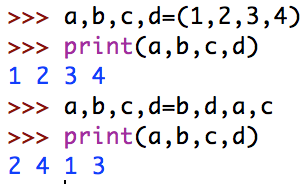 >>> a,b,c,d=(1,2,3,4)
>>> print(a,b,c,d)
1 2 3 4
>>> a,b,c,d=b,d,a,c
>>> print(a,b,c,d)
2 4 1 3